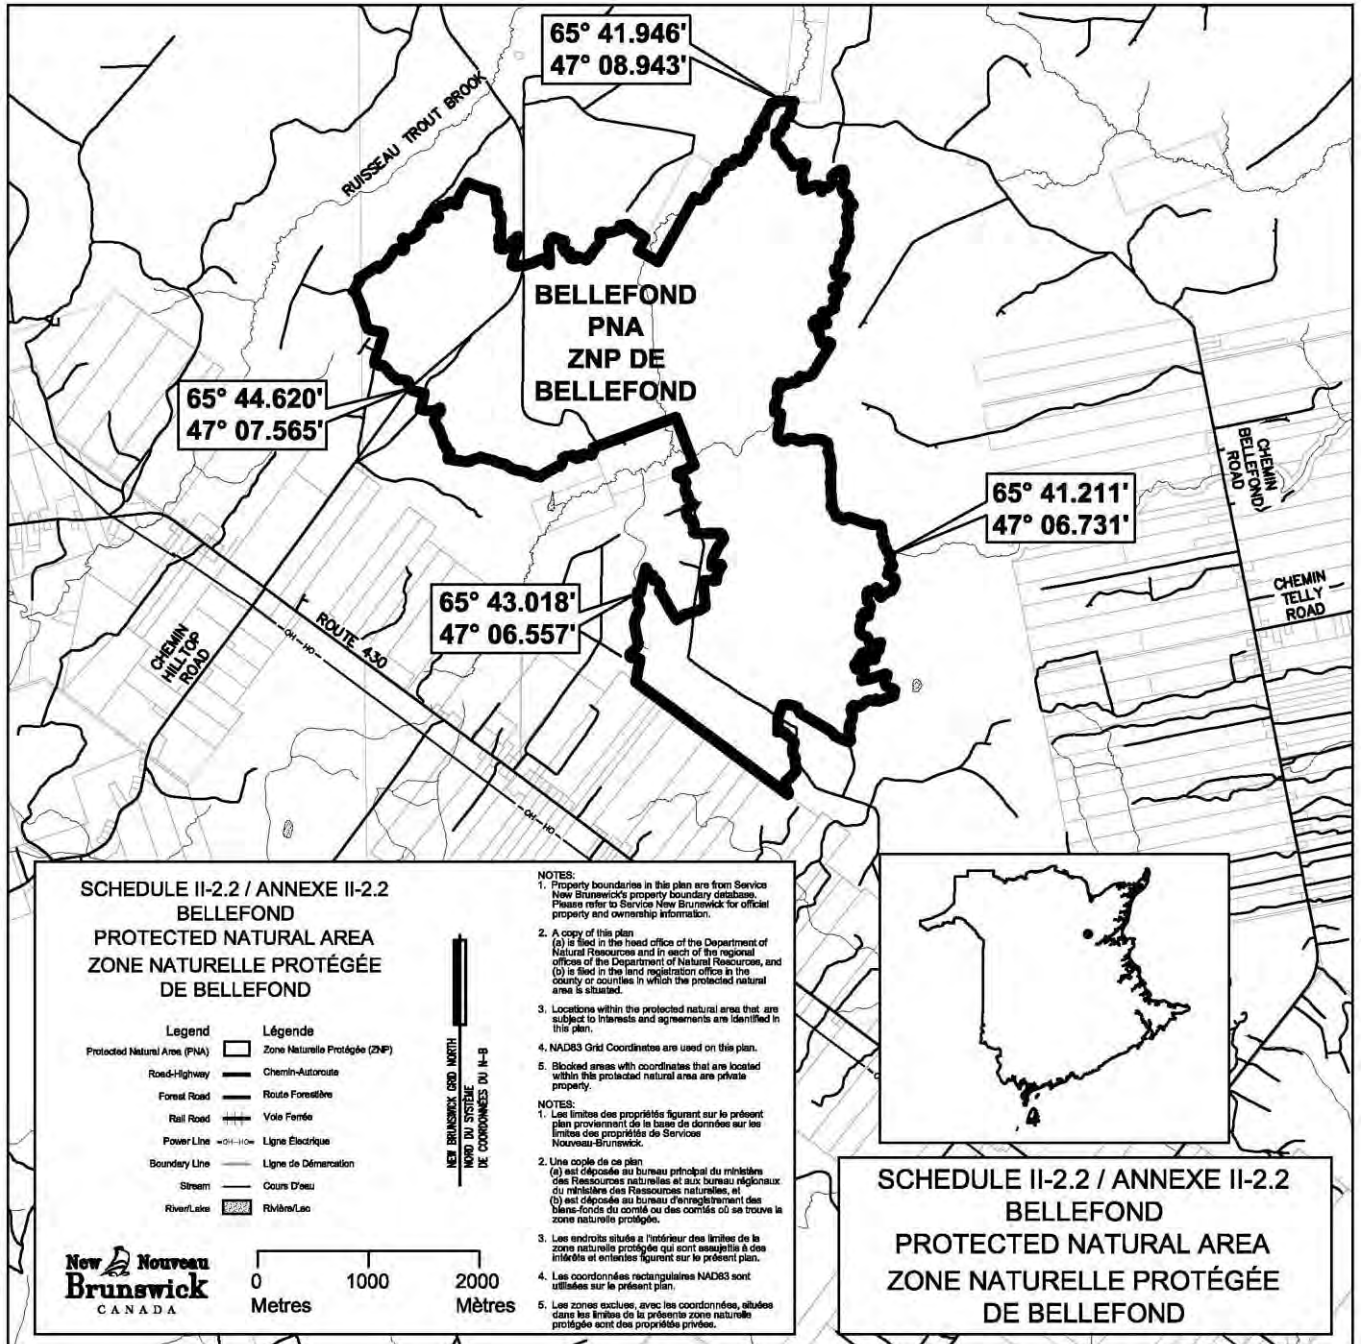 65° 41.946'
47° 08.943'
RUISSEAU TROUT BROOK
BELLEFOND
PNA
ZNP DE
BELLEFOND
65° 44.620'
47° 07.565'
CHEMIN
BELLEFOND
ROAD
65° 41.211'
47° 06.731'
CHEMIN
TELLY
ROAD
65° 43.018'
47° 06.557'
ROUTE 430
OH HO
CHEMIN
HILLTOP
ROAD
OH HO
SCHEDULE II-2.2 / ANNEXE II-2.2
BELLEFOND
PROTECTED NATURAL AREA
ZONE NATURELLE PROTÉGÉE
DE BELLEFOND
Legend Légende
Protected Natural Area (PNA) Zone Naturelle Protégée (ZNP)
Road-Highway Chemin-Autoroute
Forest Road Route Forestière
Rail Road Voie Ferrée
Power Line OH HO Ligne Électrique
Boundary Line Ligne de Démarcation
Stream Cours D'eau
River/Lake Rivière/Lac
NEW BRUNSWICK GRID NORTH
NORD DU SYSTÈME
DE COORDONNÉES DU N-B
New Nouveau
Brunswick
CANADA
0 1000 2000
Metres Mètres
NOTES:
1. Property boundaries in this plan are from Service
New Brunswick's property boundary database.
Please refer to Service New Brunswick for official
property and ownership information.
2. A copy of this plan
(a) is filed in the head office of the Department of
Natural Resources and in each of the regional
offices of the Department of Natural Resources, and
(b) is filed in the land registration office in the
county or counties in which the protected natural
area is situated.
3. Locations within the protected natural area that are
subject to interests and agreements are identified in
this plan.
4. NAD83 Grid Coordinates are used on this plan.
5. Blocked areas with coordinates that are located
within this protected natural area are private
property.
NOTES:
1. Les limites des propriétés figurant sur le présent
plan proviennent de la base de données sur les
limites des propriétés de Services
Nouveau-Brunswick.
2. Une copie de ce plan
(a) est déposée au bureau principal du ministère
des Ressources naturelles et aux bureau régionaux
du ministère des Ressources naturelles, et
(b) est déposée au bureau d'enregistrement des
biens-fonds du comté ou des comtés où se trouve la
zone naturelle protégée.
3. Les endroits situés a l'intérieur des limites de la
zone naturelle protégée qui sont assujettis à des
intérêts et ententes figurent sur le présent plan.
4. Les coordonnées rectangulaires NAD83 sont
utilisées sur le présent plan.
5. Les zones exclues, avec les coordonnées, situées
dans les limites de la présente zone naturelle
protégée sont des propriétés privées.
SCHEDULE II-2.2 / ANNEXE II-2.2
BELLEFOND
PROTECTED NATURAL AREA
ZONE NATURELLE PROTÉGÉE
DE BELLEFOND